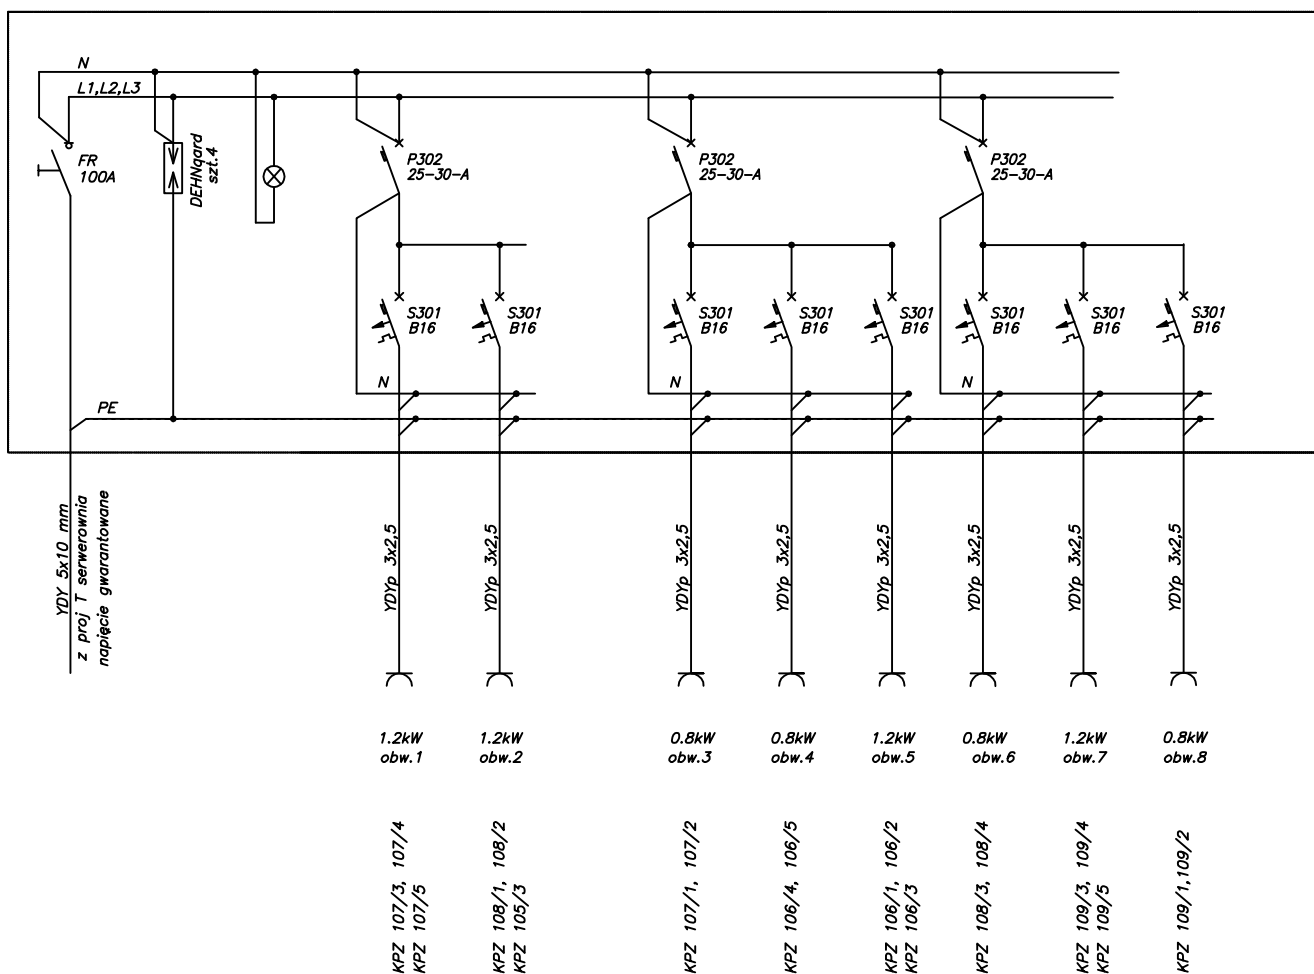 N
L1,L2,L3
FR
100A
DEHNgard
szt.4
P302
25-30-A
P302
25-30-A
P302
25-30-A
S301
B16
S301
B16
S301
B16
S301
B16
S301
B16
S301
B16
S301
B16
S301
B16
N
N
N
PE
YDY 5x10 mm
z proj T serwerownia
napięcie gwarantowane
YDYp 3x2,5
YDYp 3x2,5
YDYp 3x2,5
YDYp 3x2,5
YDYp 3x2,5
YDYp 3x2,5
YDYp 3x2,5
YDYp 3x2,5
1.2kW
obw.1
1.2kW
obw.2
0.8kW
obw.3
0.8kW
obw.4
1.2kW
obw.5
0.8kW
obw.6
1.2kW
obw.7
0.8kW
obw.8
KPZ 107/3, 107/4
KPZ 107/5
KPZ 108/1, 108/2
KPZ 105/3
KPZ 107/1, 107/2
KPZ 106/4, 106/5
KPZ 106/1, 106/2
KPZ 106/3
KPZ 108/3, 108/4
KPZ 109/3, 109/4
KPZ 109/5
KPZ 109/1,109/2